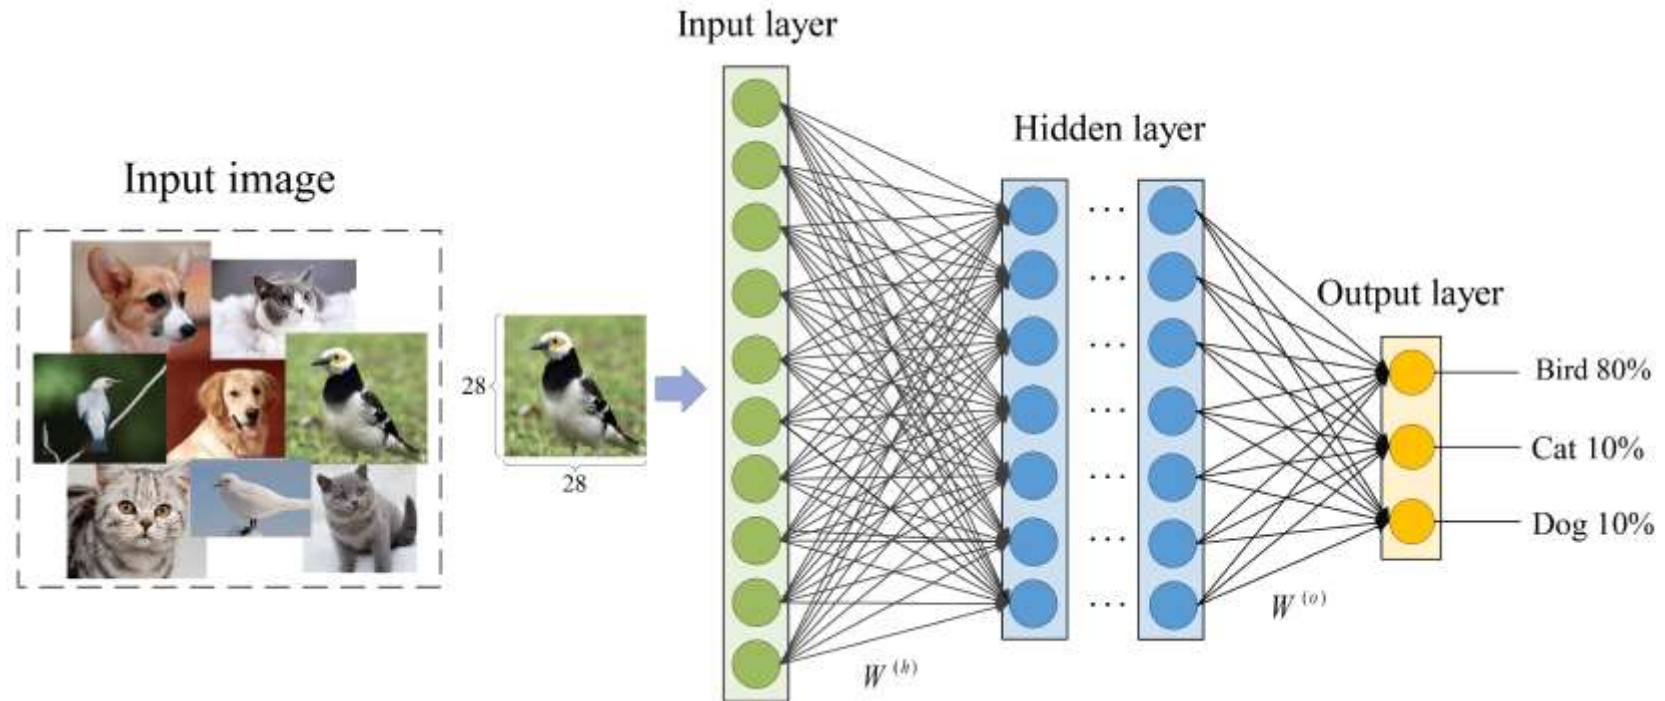 Input layer
Hidden layer
Input image
Output layer
28
28
Bird 80%
Cat 10%
Dog 10%
...
...
...
...
...
...
...
W^(h)
W^(o)